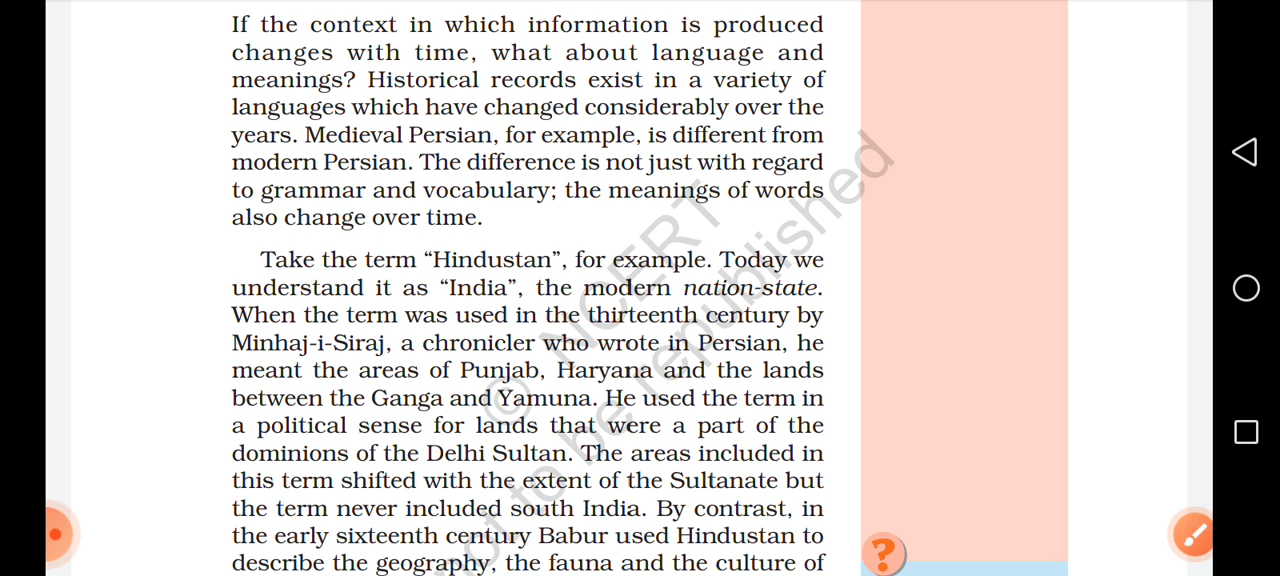 If the context in which information is produced
changes with time, what about language and
meanings? Historical records exist in a variety of
languages which have changed considerably over the
years. Medieval Persian, for example, is different from
modern Persian. The difference is not just with regard
to grammar and vocabulary; the meanings of words
also change over time.
Take the term “Hindustan”, for example. Today we
understand it as “India”, the modern nation-state.
When the term was used in the thirteenth century by
Minhaj-i-Siraj, a chronicler who wrote in Persian, he
meant the areas of Punjab, Haryana and the lands
between the Ganga and Yamuna. He used the term in
a political sense for lands that were a part of the
dominions of the Delhi Sultan. The areas included in
this term shifted with the extent of the Sultanate but
the term never included south India. By contrast, in
the early sixteenth century Babur used Hindustan to
describe the geography, the fauna and the culture of
?
© NCERT
not to be republished